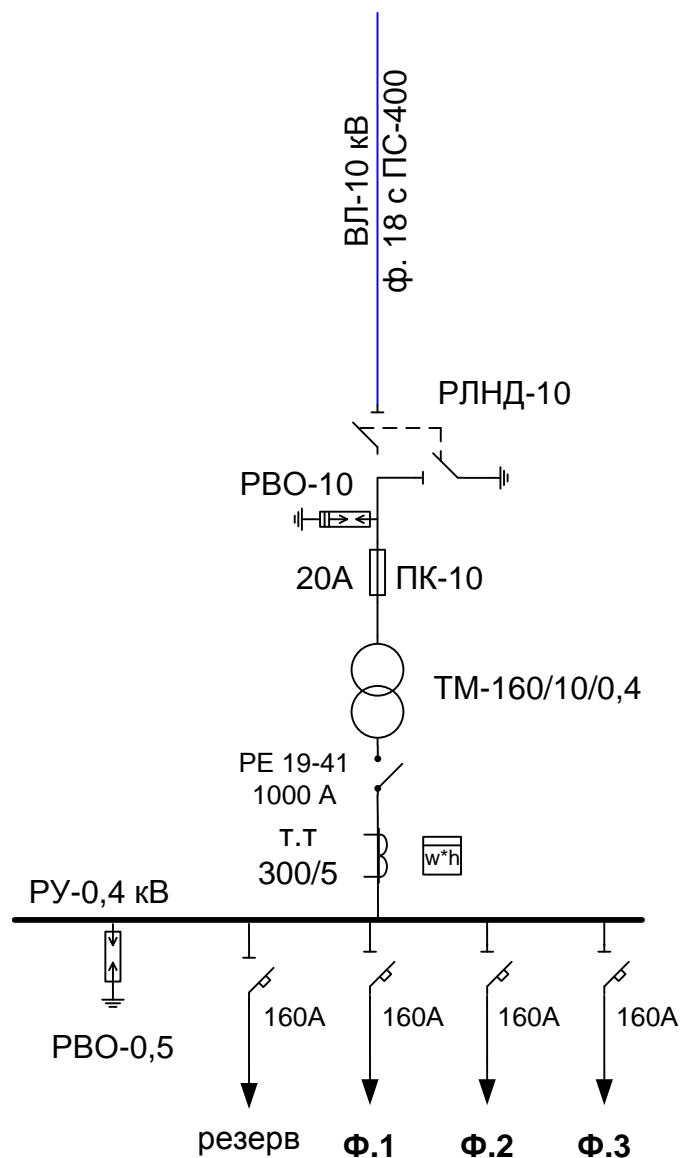 ВЛ-10 кВ
ф. 18 с ПС-400
РЛНД-10
РВО-10
20А
ПК-10
ТМ-160/10/0,4
РЕ 19-41
1000 А
т.т
300/5
w*h
РУ-0,4 кВ
РВО-0,5
160А
160А
160А
160А
резерв
Ф.1
Ф.2
Ф.3